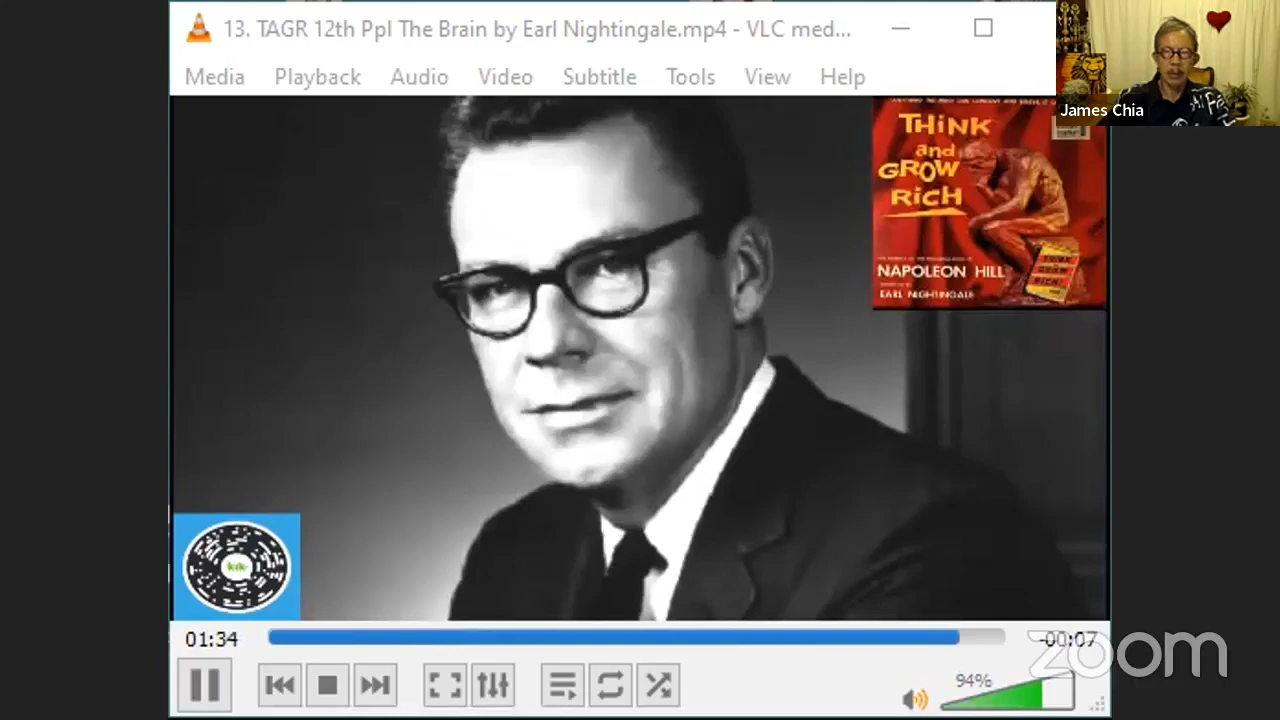 13. TAGR 12th Ppl The Brain by Earl Nightingale.mp4 - VLC med...
Media Playback Audio Video Subtitle Tools View Help
James Chia
THiNK
and
GROW
RiCH
NAPOLEON HILL
EARL NIGHTINGALE
kik
01:34
-00:07
94%
zoom